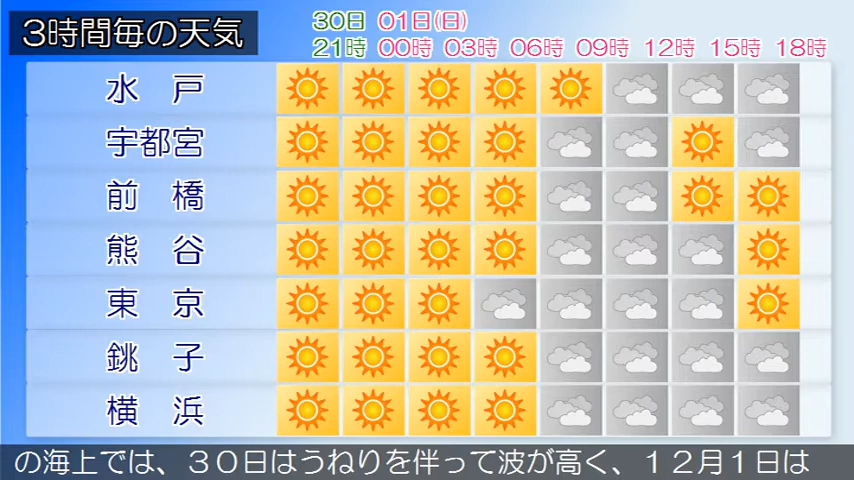 3時間毎の天気
30日 01日(日)
21時 00時 03時 06時 09時 12時 15時 18時
水 戸
宇都宮
前 橋
熊 谷
東 京
銚 子
横 浜
の海上では、３０日はうねりを伴って波が高く、１２月１日は